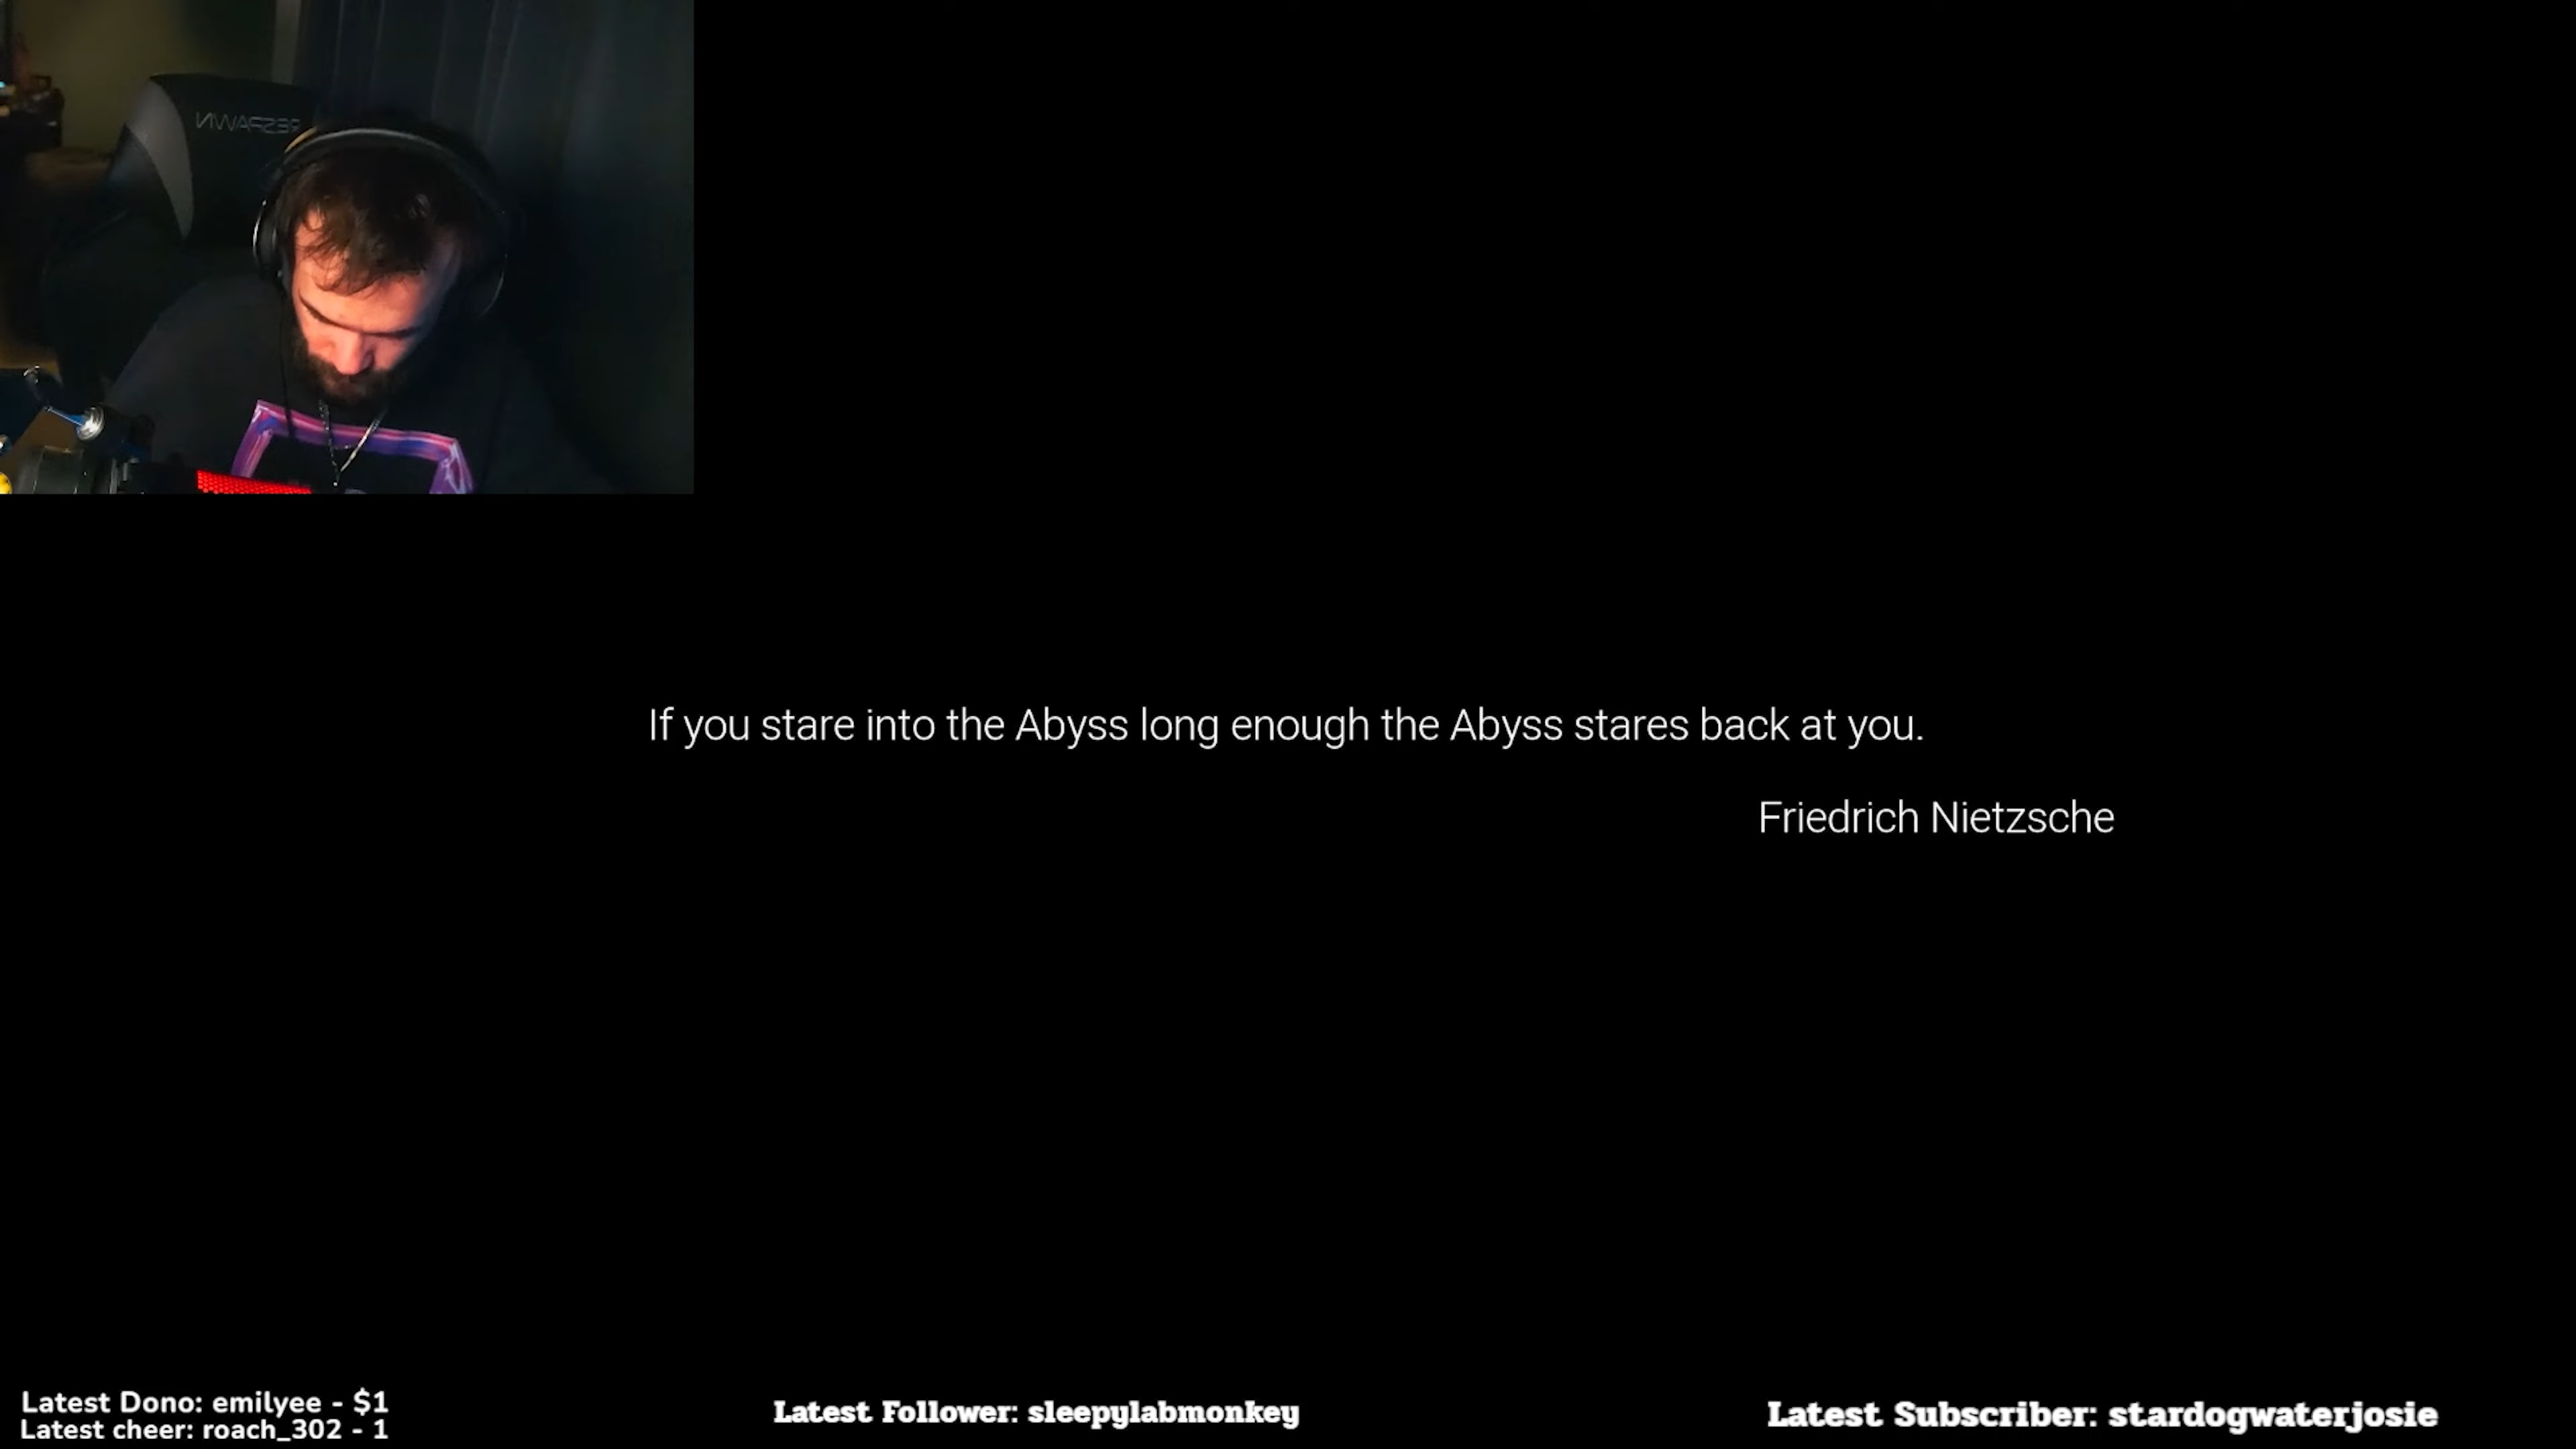 RESPAWN
If you stare into the Abyss long enough the Abyss stares back at you.
Friedrich Nietzsche
Latest Dono: emilyee - $1
Latest cheer: roach_302 - 1
Latest Follower: sleepylabmonkey
Latest Subscriber: stardogwaterjosie